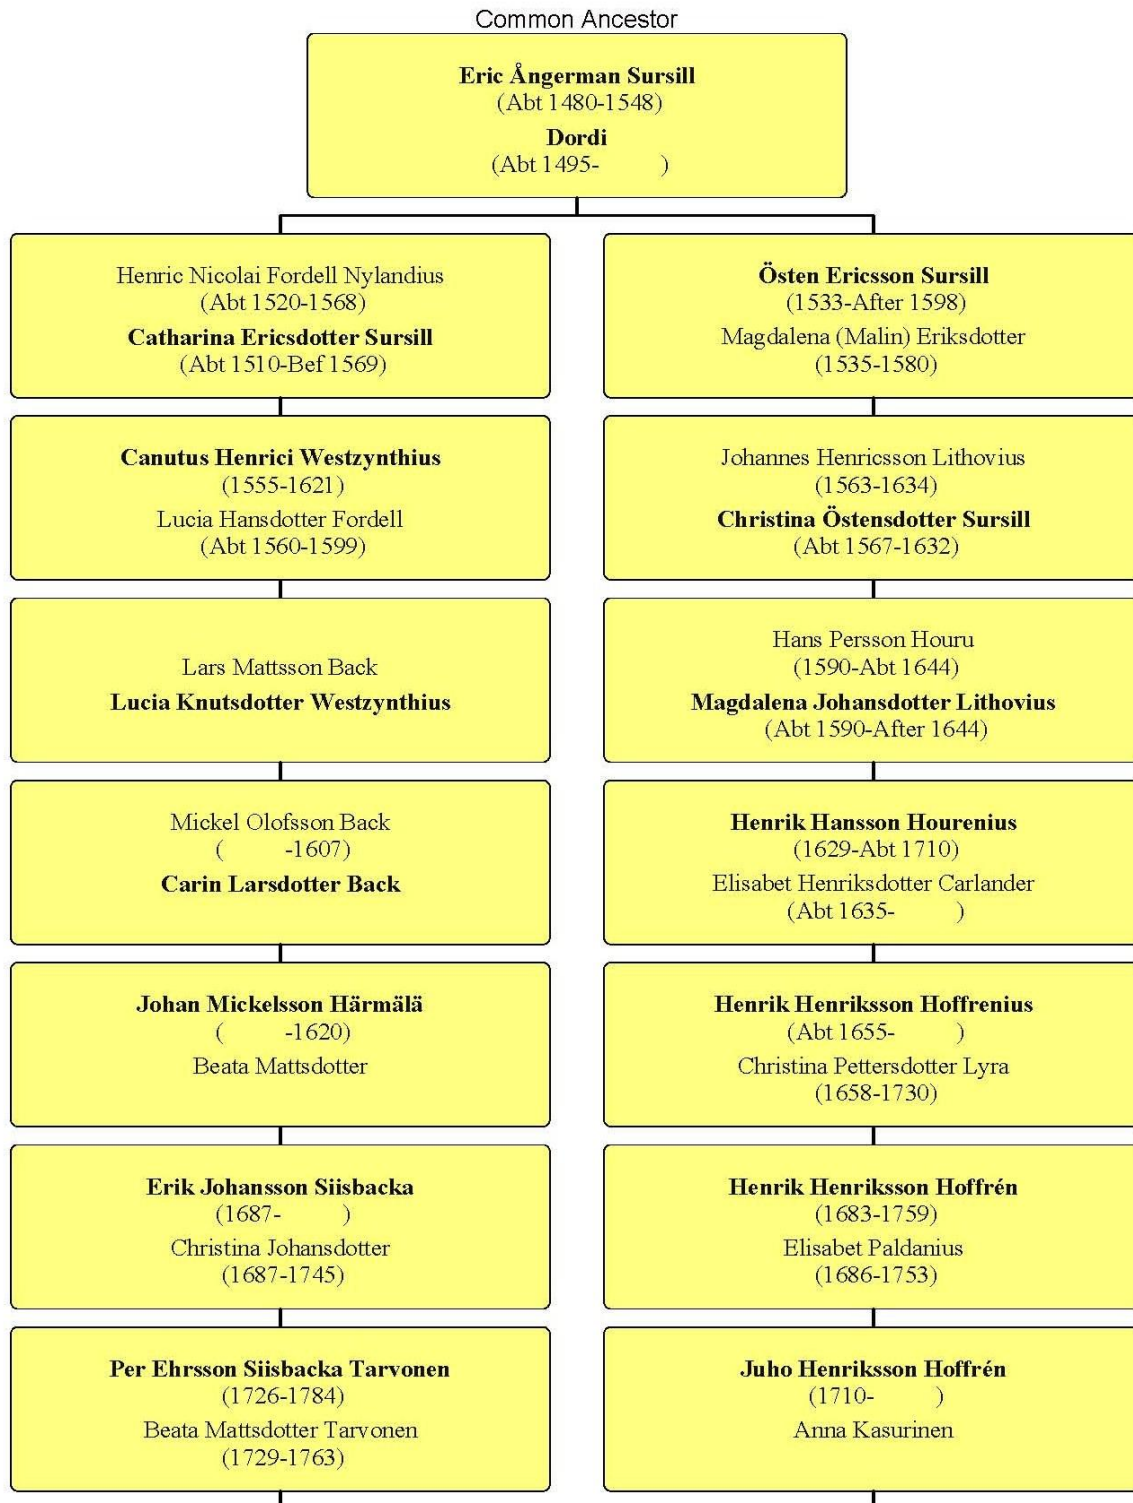 Common Ancestor
Eric Ångerman Sursill
(Abt 1480-1548)
Dordi
(Abt 1495- )
Henric Nicolai Fordell Nylandius
(Abt 1520-1568)
Catharina Ericsdotter Sursill
(Abt 1510-Bef 1569)
Östen Ericsson Sursill
(1533-After 1598)
Magdalena (Malin) Eriksdotter
(1535-1580)
Canutus Henrici Westzynthius
(1555-1621)
Lucia Hansdotter Fordell
(Abt 1560-1599)
Johannes Henricsson Lithovius
(1563-1634)
Christina Östensdotter Sursill
(Abt 1567-1632)
Lars Mattsson Back
Lucia Knutsdotter Westzynthius
Hans Persson Houru
(1590-Abt 1644)
Magdalena Johansdotter Lithovius
(Abt 1590-After 1644)
Mickel Olofsson Back
( -1607)
Carin Larsdotter Back
Henrik Hansson Hourenius
(1629-Abt 1710)
Elisabet Henriksdotter Carlander
(Abt 1635- )
Johan Mickelsson Härmälä
( -1620)
Beata Mattsdotter
Henrik Henriksson Hoffrenius
(Abt 1655- )
Christina Pettersdotter Lyra
(1658-1730)
Erik Johansson Siisbacka
(1687- )
Christina Johansdotter
(1687-1745)
Henrik Henriksson Hoffrén
(1683-1759)
Elisabet Paldanius
(1686-1753)
Per Ehrsson Siisbacka Tarvonen
(1726-1784)
Beata Mattsdotter Tarvonen
(1729-1763)
Juho Henriksson Hoffrén
(1710- )
Anna Kasurinen